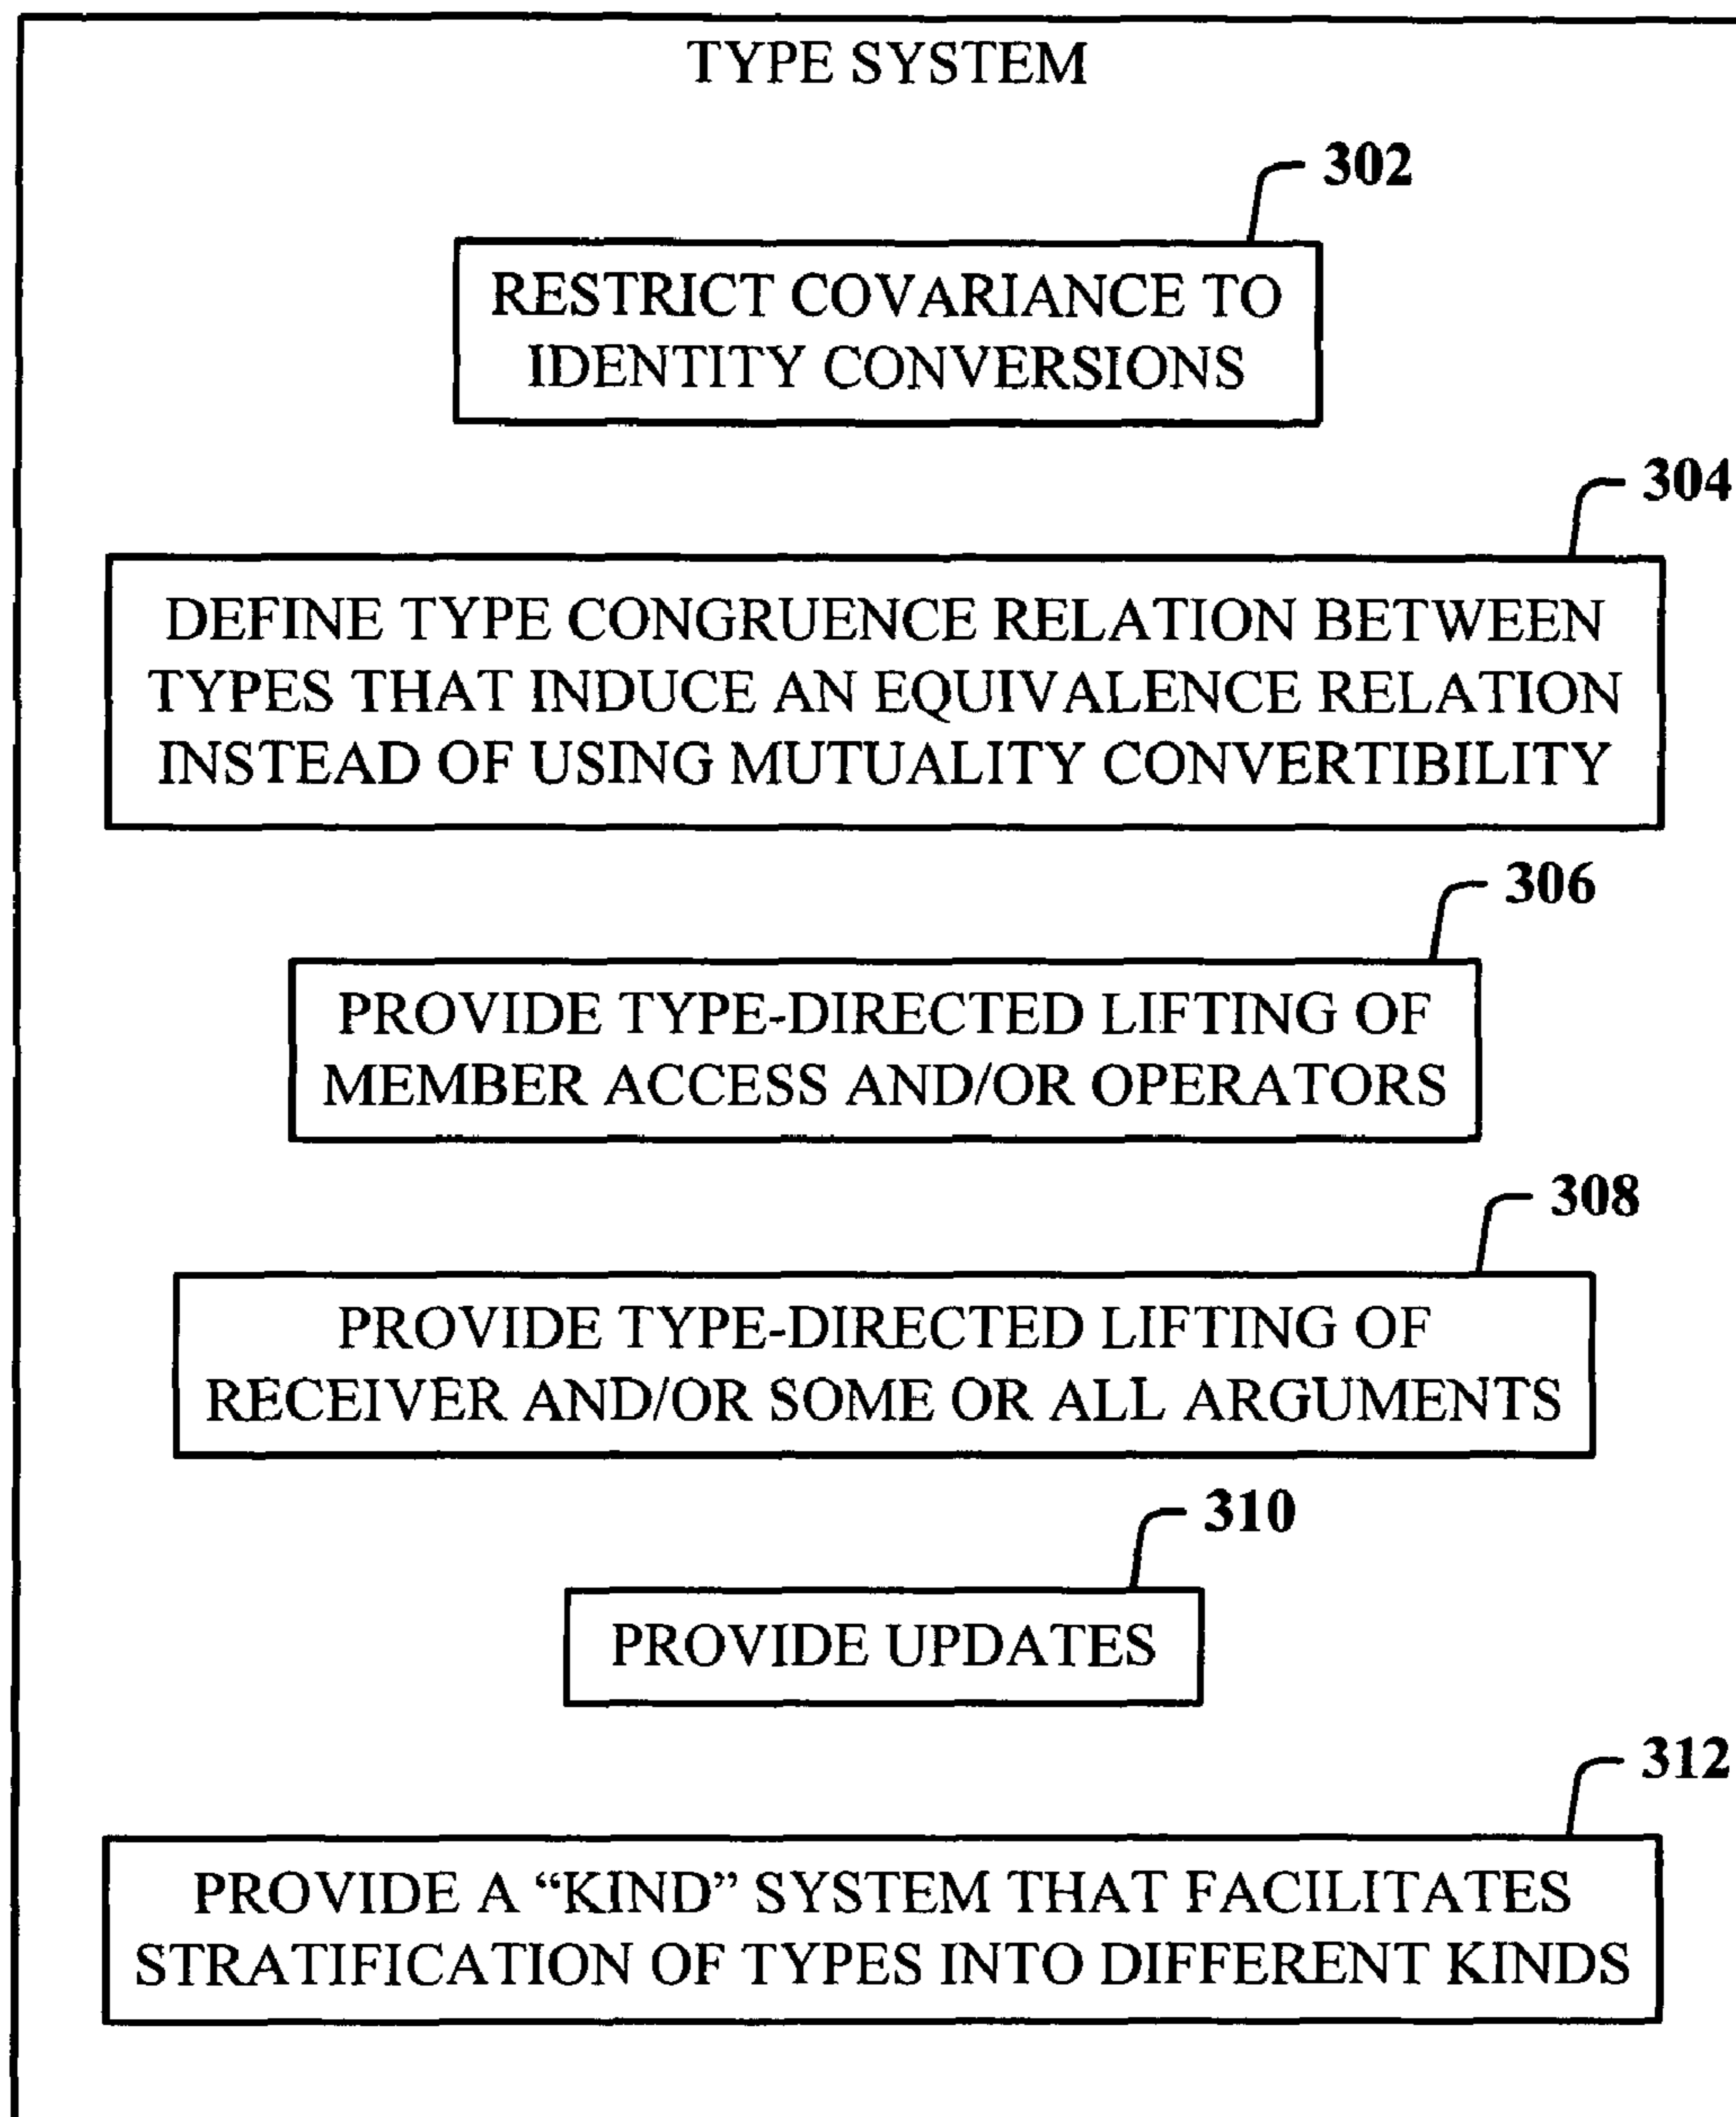 TYPE SYSTEM
302
RESTRICT COVARIANCE TO
IDENTITY CONVERSIONS
304
DEFINE TYPE CONGRUENCE RELATION BETWEEN
TYPES THAT INDUCE AN EQUIVALENCE RELATION
INSTEAD OF USING MUTUALITY CONVERTIBILITY
306
PROVIDE TYPE-DIRECTED LIFTING OF
MEMBER ACCESS AND/OR OPERATORS
308
PROVIDE TYPE-DIRECTED LIFTING OF
RECEIVER AND/OR SOME OR ALL ARGUMENTS
310
PROVIDE UPDATES
312
PROVIDE A “KIND” SYSTEM THAT FACILITATES
STRATIFICATION OF TYPES INTO DIFFERENT KINDS